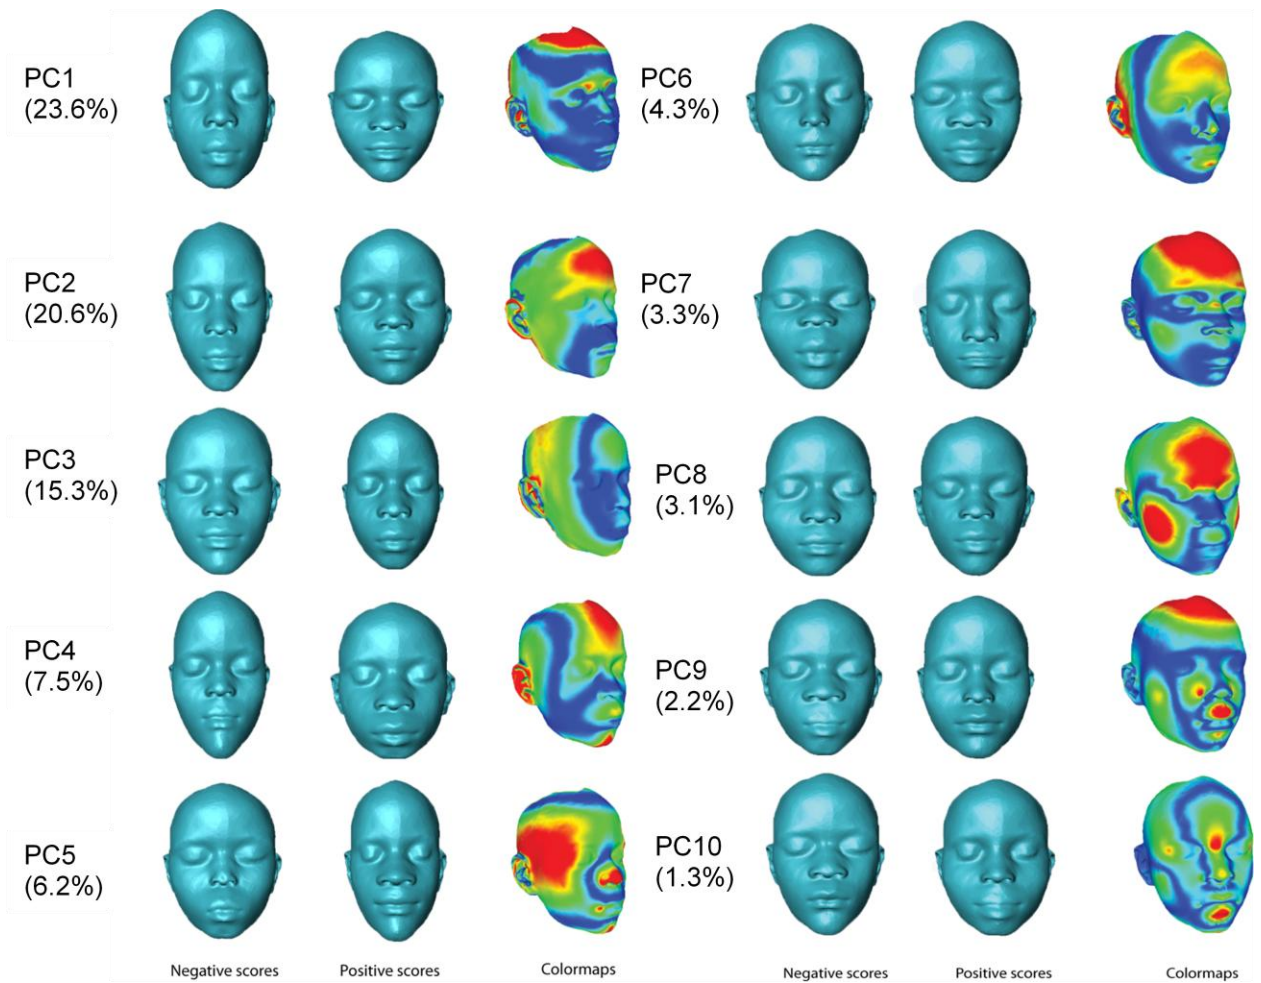 PC1
(23.6%)
PC2
(20.6%)
PC3
(15.3%)
PC4
(7.5%)
PC5
(6.2%)
Negative scores
Positive scores
Colormaps
PC6
(4.3%)
PC7
(3.3%)
PC8
(3.1%)
PC9
(2.2%)
PC10
(1.3%)
Negative scores
Positive scores
Colormaps